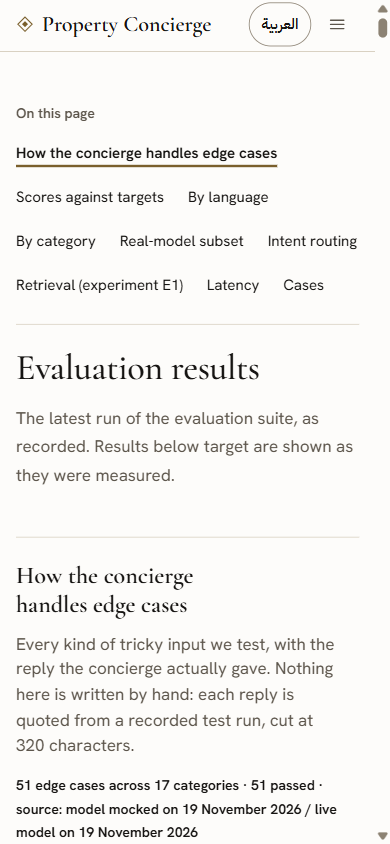 Property Concierge
العربية
On this page
How the concierge handles edge cases
Scores against targets
By language
By category
Real-model subset
Intent routing
Retrieval (experiment E1)
Latency
Cases
Evaluation results
The latest run of the evaluation suite, as
recorded. Results below target are shown as
they were measured.
How the concierge
handles edge cases
Every kind of tricky input we test, with the
reply the concierge actually gave. Nothing
here is written by hand: each reply is
quoted from a recorded test run, cut at
320 characters.
51 edge cases across 17 categories · 51 passed ·
source: model mocked on 19 November 2026 / live
model on 19 November 2026